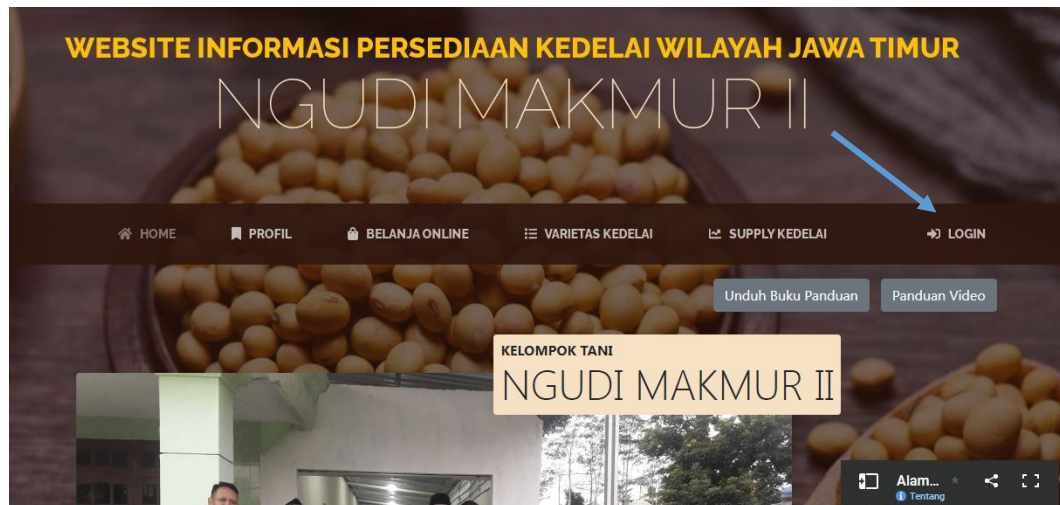 WEBSITE INFORMASI PERSEDIAAN KEDELAI WILAYAH JAWA TIMUR
NGUDI MAKMUR II
HOME PROFIL BELANJA ONLINE VARIETAS KEDELAI SUPPLY KEDELAI LOGIN
Unduh Buku Panduan Panduan Video
KELOMPOK TANI
NGUDI MAKMUR II
Alam...
Tentang